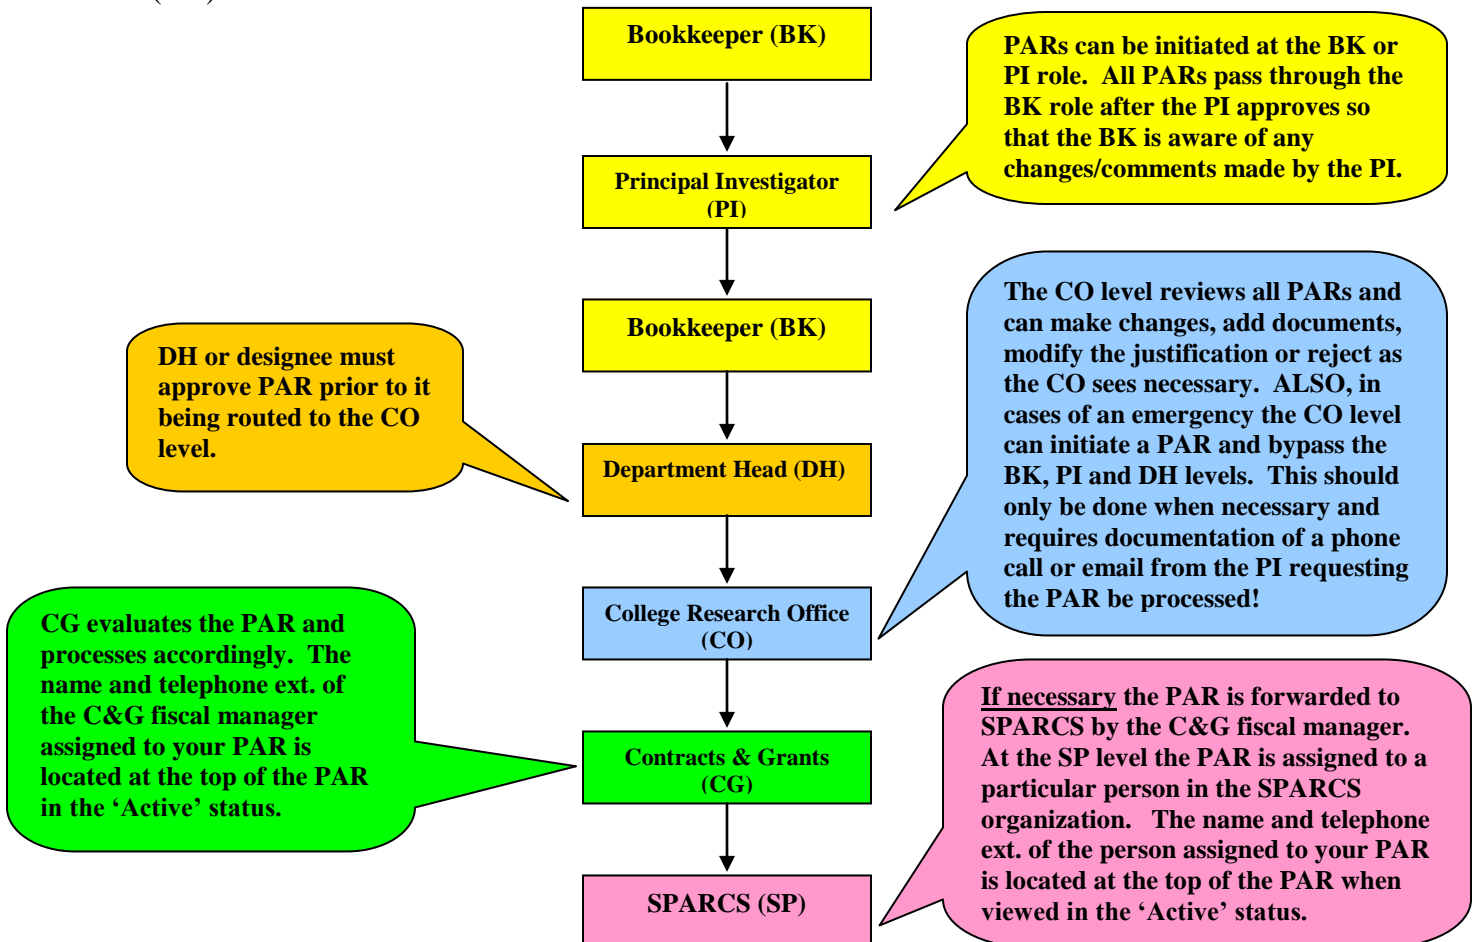 Bookkeeper (BK)
PARs can be initiated at the BK or
PI role.  All PARs pass through the
BK role after the PI approves so
that the BK is aware of any
changes/comments made by the PI.
Principal Investigator
(PI)
Bookkeeper (BK)
The CO level reviews all PARs and
can make changes, add documents,
modify the justification or reject as
the CO sees necessary.  ALSO, in
cases of an emergency the CO level
can initiate a PAR and bypass the
BK, PI and DH levels.  This should
only be done when necessary and
requires documentation of a phone
call or email from the PI requesting
the PAR be processed!
DH or designee must
approve PAR prior to it
being routed to the CO
level.
Department Head (DH)
College Research Office
(CO)
CG evaluates the PAR and
processes accordingly.  The
name and telephone ext. of
the C&G fiscal manager
assigned to your PAR is
located at the top of the PAR
in the ‘Active’ status.
Contracts & Grants
(CG)
If necessary the PAR is forwarded to
SPARCS by the C&G fiscal manager.
At the SP level the PAR is assigned to a
particular person in the SPARCS
organization.   The name and telephone
ext. of the person assigned to your PAR
is located at the top of the PAR when
viewed in the ‘Active’ status.
SPARCS (SP)